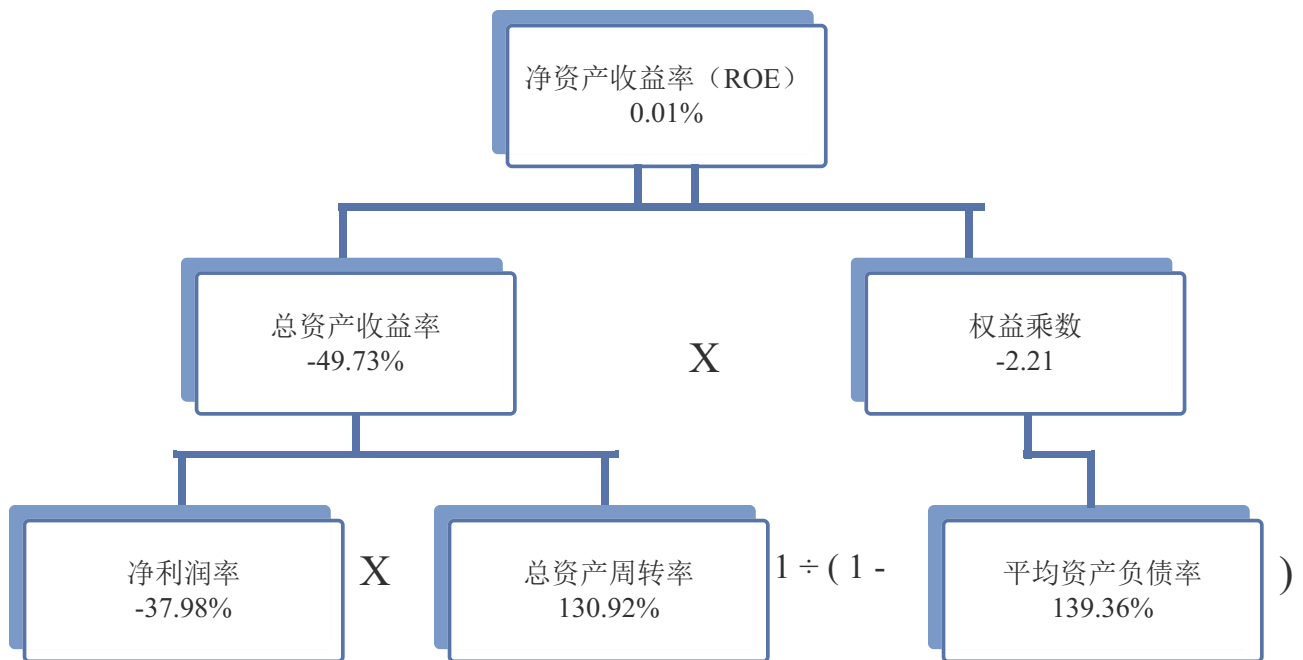 净资产收益率（ROE）
0.01%
总资产收益率
-49.73%
X
权益乘数
-2.21
净利润率
-37.98%
X
总资产周转率
130.92%
1 ÷ ( 1 -
平均资产负债率
139.36%
)